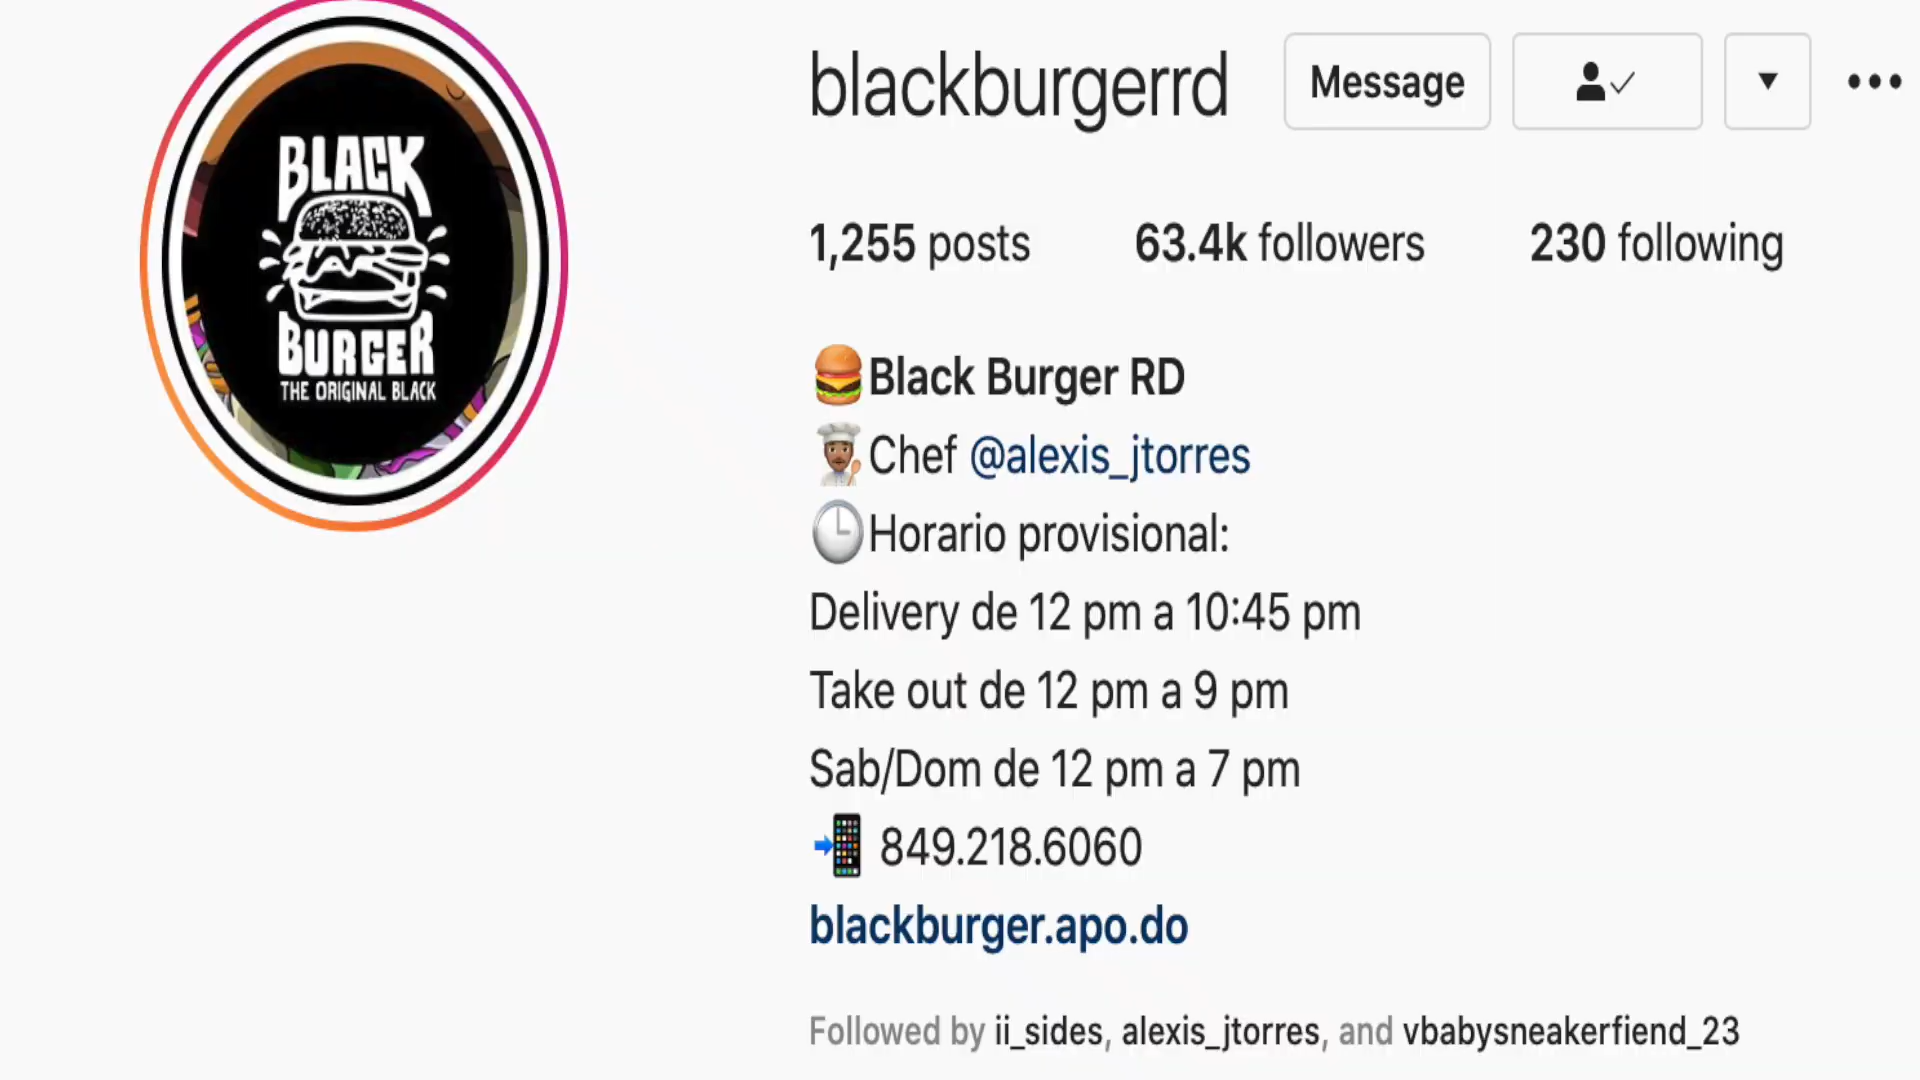 BLACK
BURGER
THE ORIGINAL BLACK
blackburgerrd Message
1,255 posts 63.4k followers 230 following
Black Burger RD
Chef @alexis_jtorres
Horario provisional:
Delivery de 12 pm a 10:45 pm
Take out de 12 pm a 9 pm
Sab/Dom de 12 pm a 7 pm
849.218.6060
blackburger.apo.do
Followed by ii_sides, alexis_jtorres, and vbabysneakerfiend_23